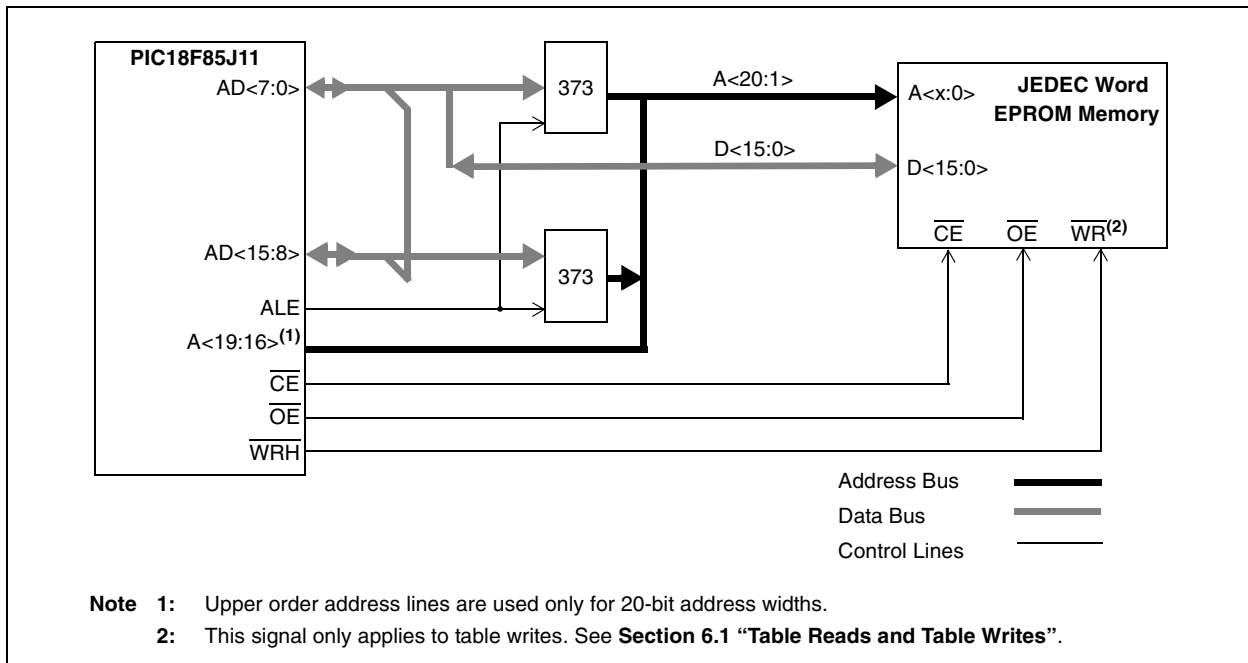 PIC18F85J11
AD<7:0>
373
A<20:1>
A<x:0>
JEDEC Word
EPROM Memory
D<15:0>
D<15:0>
CE
OE
WR(2)
AD<15:8>
373
ALE
A<19:16>(1)
CE
OE
WRH
Address Bus
Data Bus
Control Lines
Note 1: Upper order address lines are used only for 20-bit address widths.
2: This signal only applies to table writes. See Section 6.1 “Table Reads and Table Writes”.